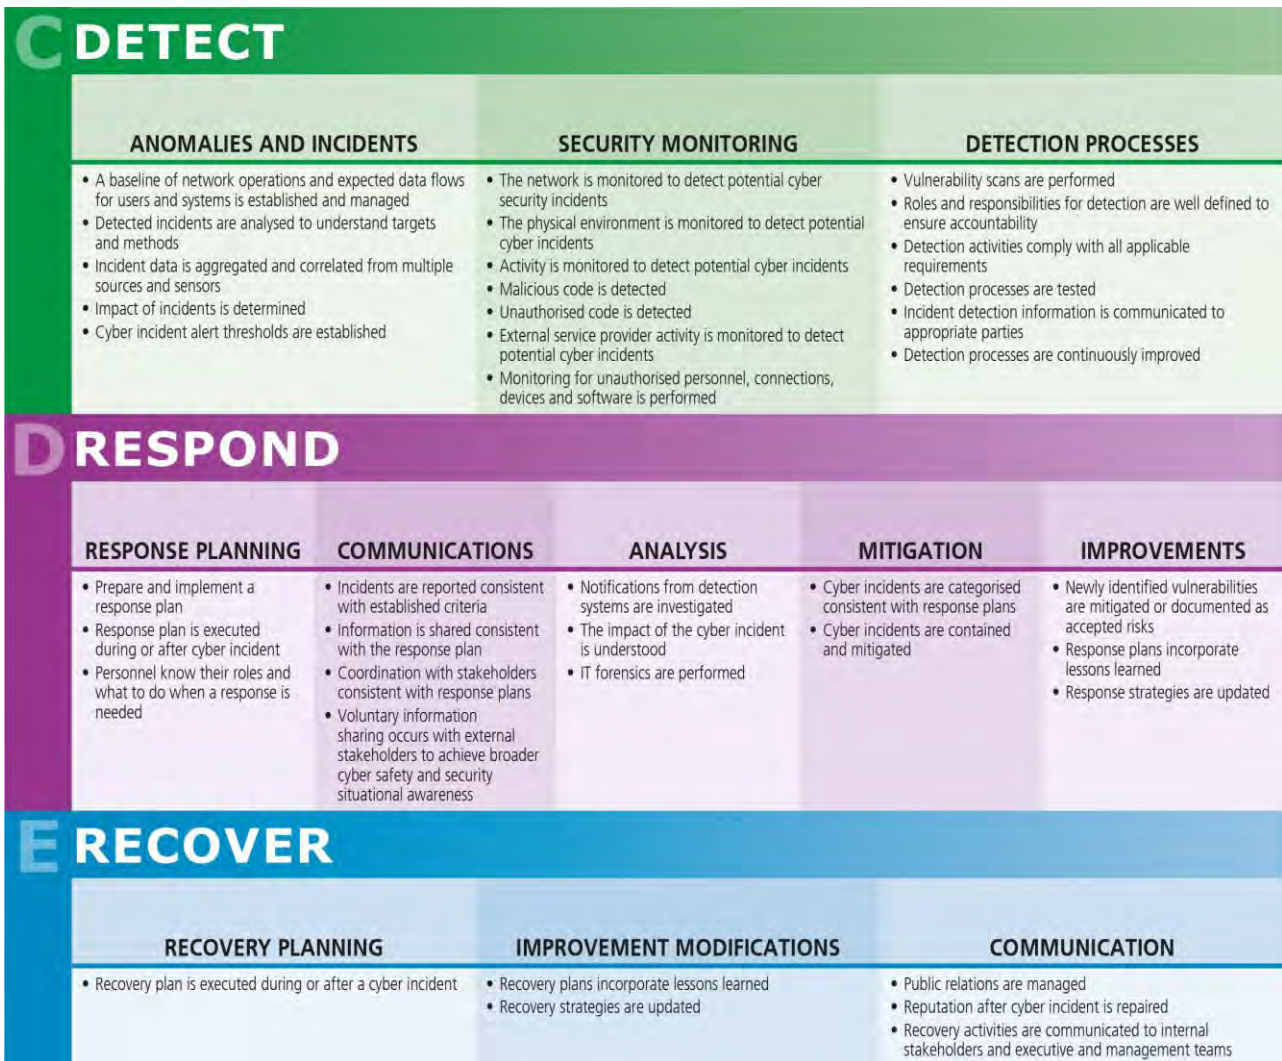 C DETECT
ANOMALIES AND INCIDENTS
• A baseline of network operations and expected data flows
for users and systems is established and managed
• Detected incidents are analysed to understand targets
and methods
• Incident data is aggregated and correlated from multiple
sources and sensors
• Impact of incidents is determined
• Cyber incident alert thresholds are established
SECURITY MONITORING
• The network is monitored to detect potential cyber
security incidents
• The physical environment is monitored to detect potential
cyber incidents
• Activity is monitored to detect potential cyber incidents
• Malicious code is detected
• Unauthorised code is detected
• External service provider activity is monitored to detect
potential cyber incidents
• Monitoring for unauthorised personnel, connections,
devices and software is performed
DETECTION PROCESSES
• Vulnerability scans are performed
• Roles and responsibilities for detection are well defined to
ensure accountability
• Detection activities comply with all applicable
requirements
• Detection processes are tested
• Incident detection information is communicated to
appropriate parties
• Detection processes are continuously improved
D RESPOND
RESPONSE PLANNING
• Prepare and implement a
response plan
• Response plan is executed
during or after cyber incident
• Personnel know their roles and
what to do when a response is
needed
COMMUNICATIONS
• Incidents are reported consistent
with established criteria
• Information is shared consistent
with the response plan
• Coordination with stakeholders
consistent with response plans
• Voluntary information
sharing occurs with external
stakeholders to achieve broader
cyber safety and security
situational awareness
ANALYSIS
• Notifications from detection
systems are investigated
• The impact of the cyber incident
is understood
• IT forensics are performed
MITIGATION
• Cyber incidents are categorised
consistent with response plans
• Cyber incidents are contained
and mitigated
IMPROVEMENTS
• Newly identified vulnerabilities
are mitigated or documented as
accepted risks
• Response plans incorporate
lessons learned
• Response strategies are updated
E RECOVER
RECOVERY PLANNING
• Recovery plan is executed during or after a cyber incident
IMPROVEMENT MODIFICATIONS
• Recovery plans incorporate lessons learned
• Recovery strategies are updated
COMMUNICATION
• Public relations are managed
• Reputation after cyber incident is repaired
• Recovery activities are communicated to internal
stakeholders and executive and management teams